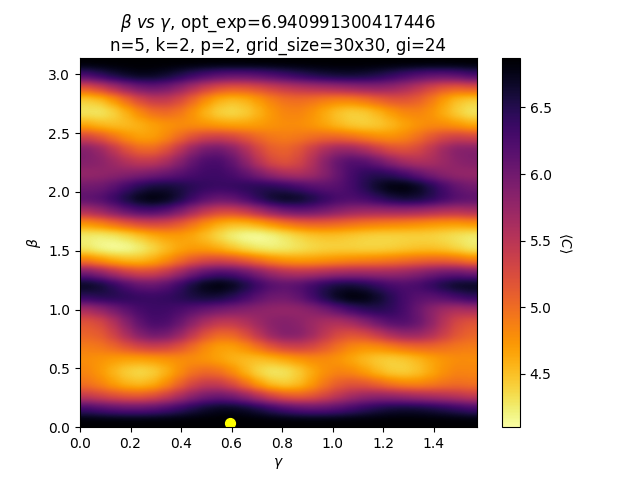 β vs γ, opt_exp=6.940991300417446
n=5, k=2, p=2, grid_size=30x30, gi=24
3.0
2.5
2.0
1.5
1.0
0.5
0.0
β
0.0 0.2 0.4 0.6 0.8 1.0 1.2 1.4
γ
6.5
6.0
5.5
5.0
4.5
⟨C⟩